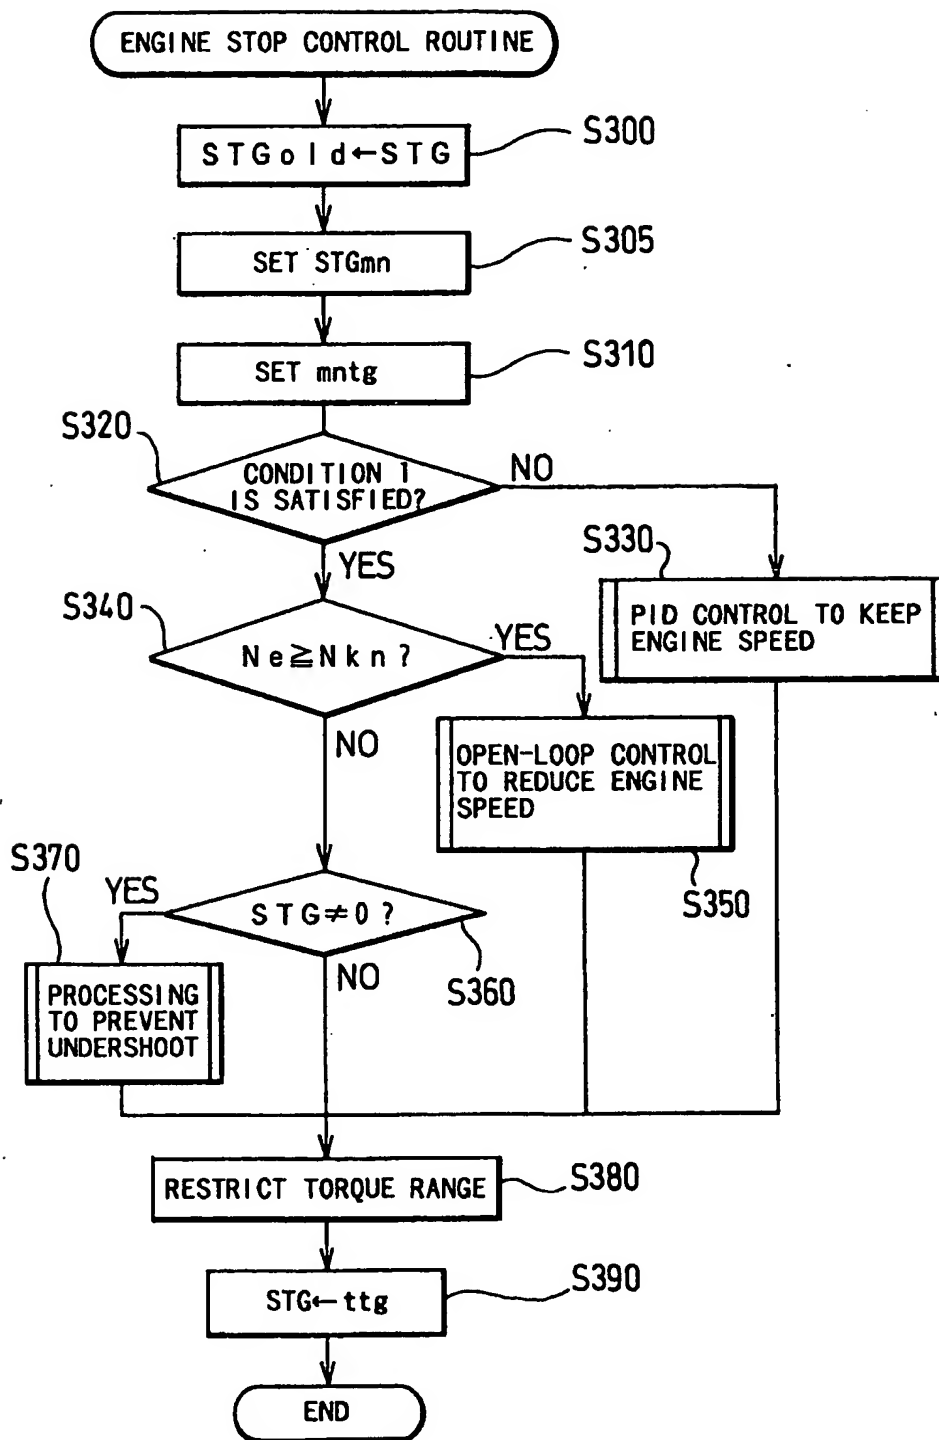 ENGINE STOP CONTROL ROUTINE
S300
STGold←STG
S305
SET STGmn
S310
SET mntg
S320
CONDITION 1
IS SATISFIED?
NO
YES
S330
PID CONTROL TO KEEP
ENGINE SPEED
S340
Ne≧Nkn?
YES
NO
OPEN-LOOP CONTROL
TO REDUCE ENGINE
SPEED
S350
S370
YES
STG≠0?
NO
S360
PROCESSING
TO PREVENT
UNDERSHOOT
RESTRICT TORQUE RANGE
S380
STG←ttg
S390
END